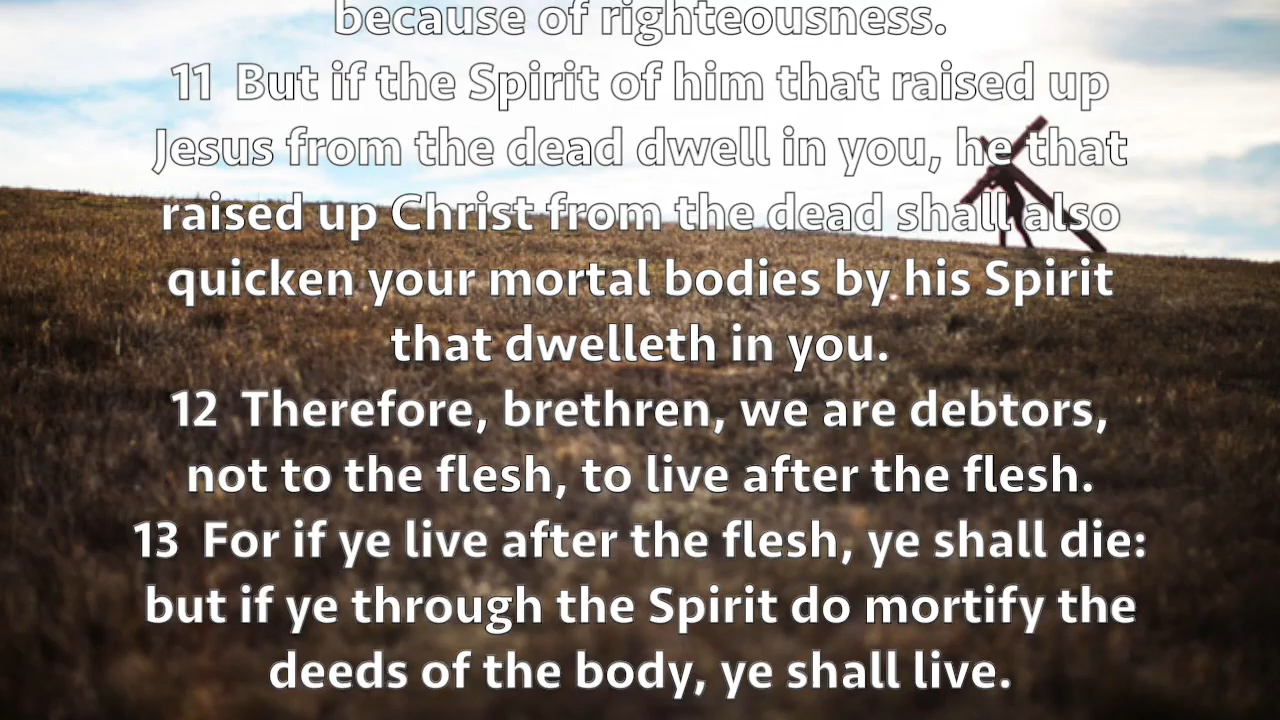 because of righteousness.
11 But if the Spirit of him that raised up
Jesus from the dead dwell in you, he that
raised up Christ from the dead shall also
quicken your mortal bodies by his Spirit
that dwelleth in you.
12 Therefore, brethren, we are debtors,
not to the flesh, to live after the flesh.
13 For if ye live after the flesh, ye shall die:
but if ye through the Spirit do mortify the
deeds of the body, ye shall live.